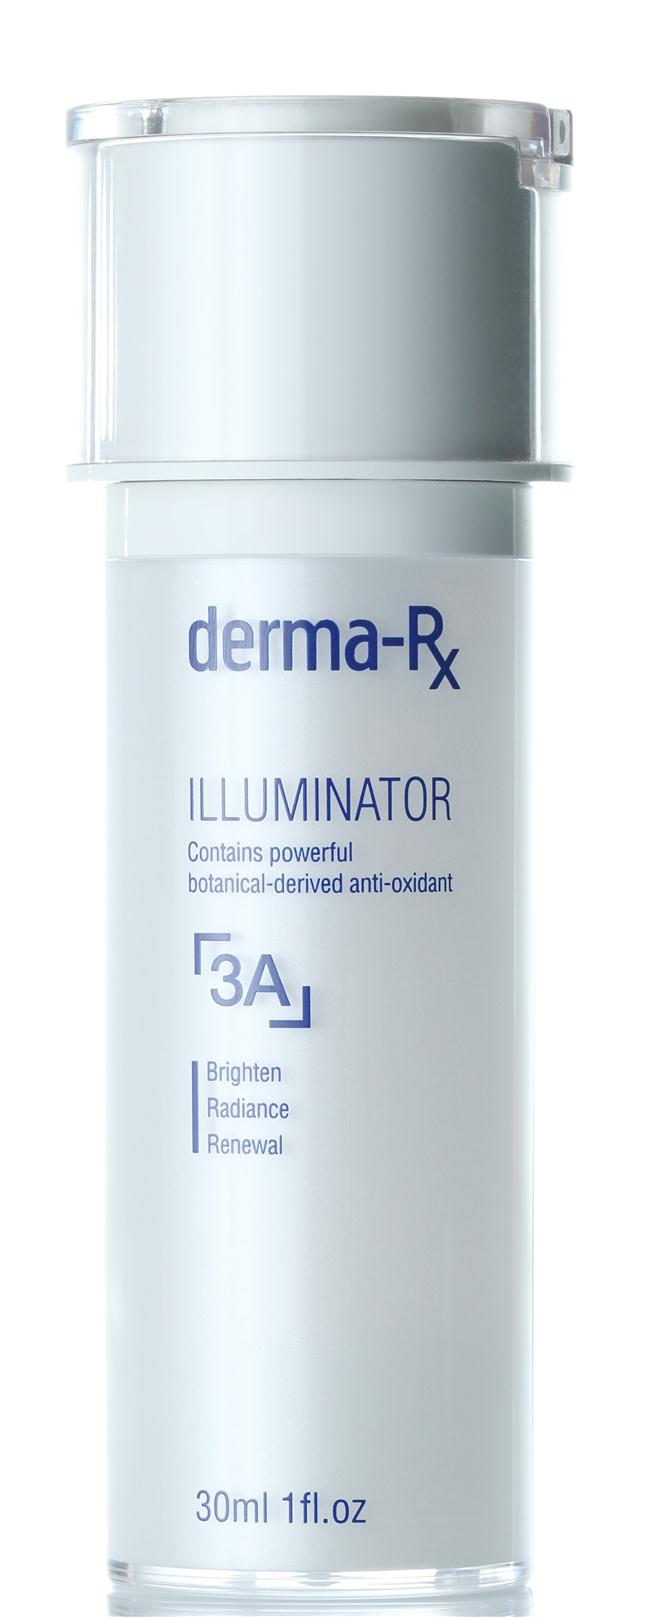 derma-Rx
ILLUMINATOR
Contains powerful
botanical-derived anti-oxidant
3A
Brighten
Radiance
Renewal
30ml 1fl.oz